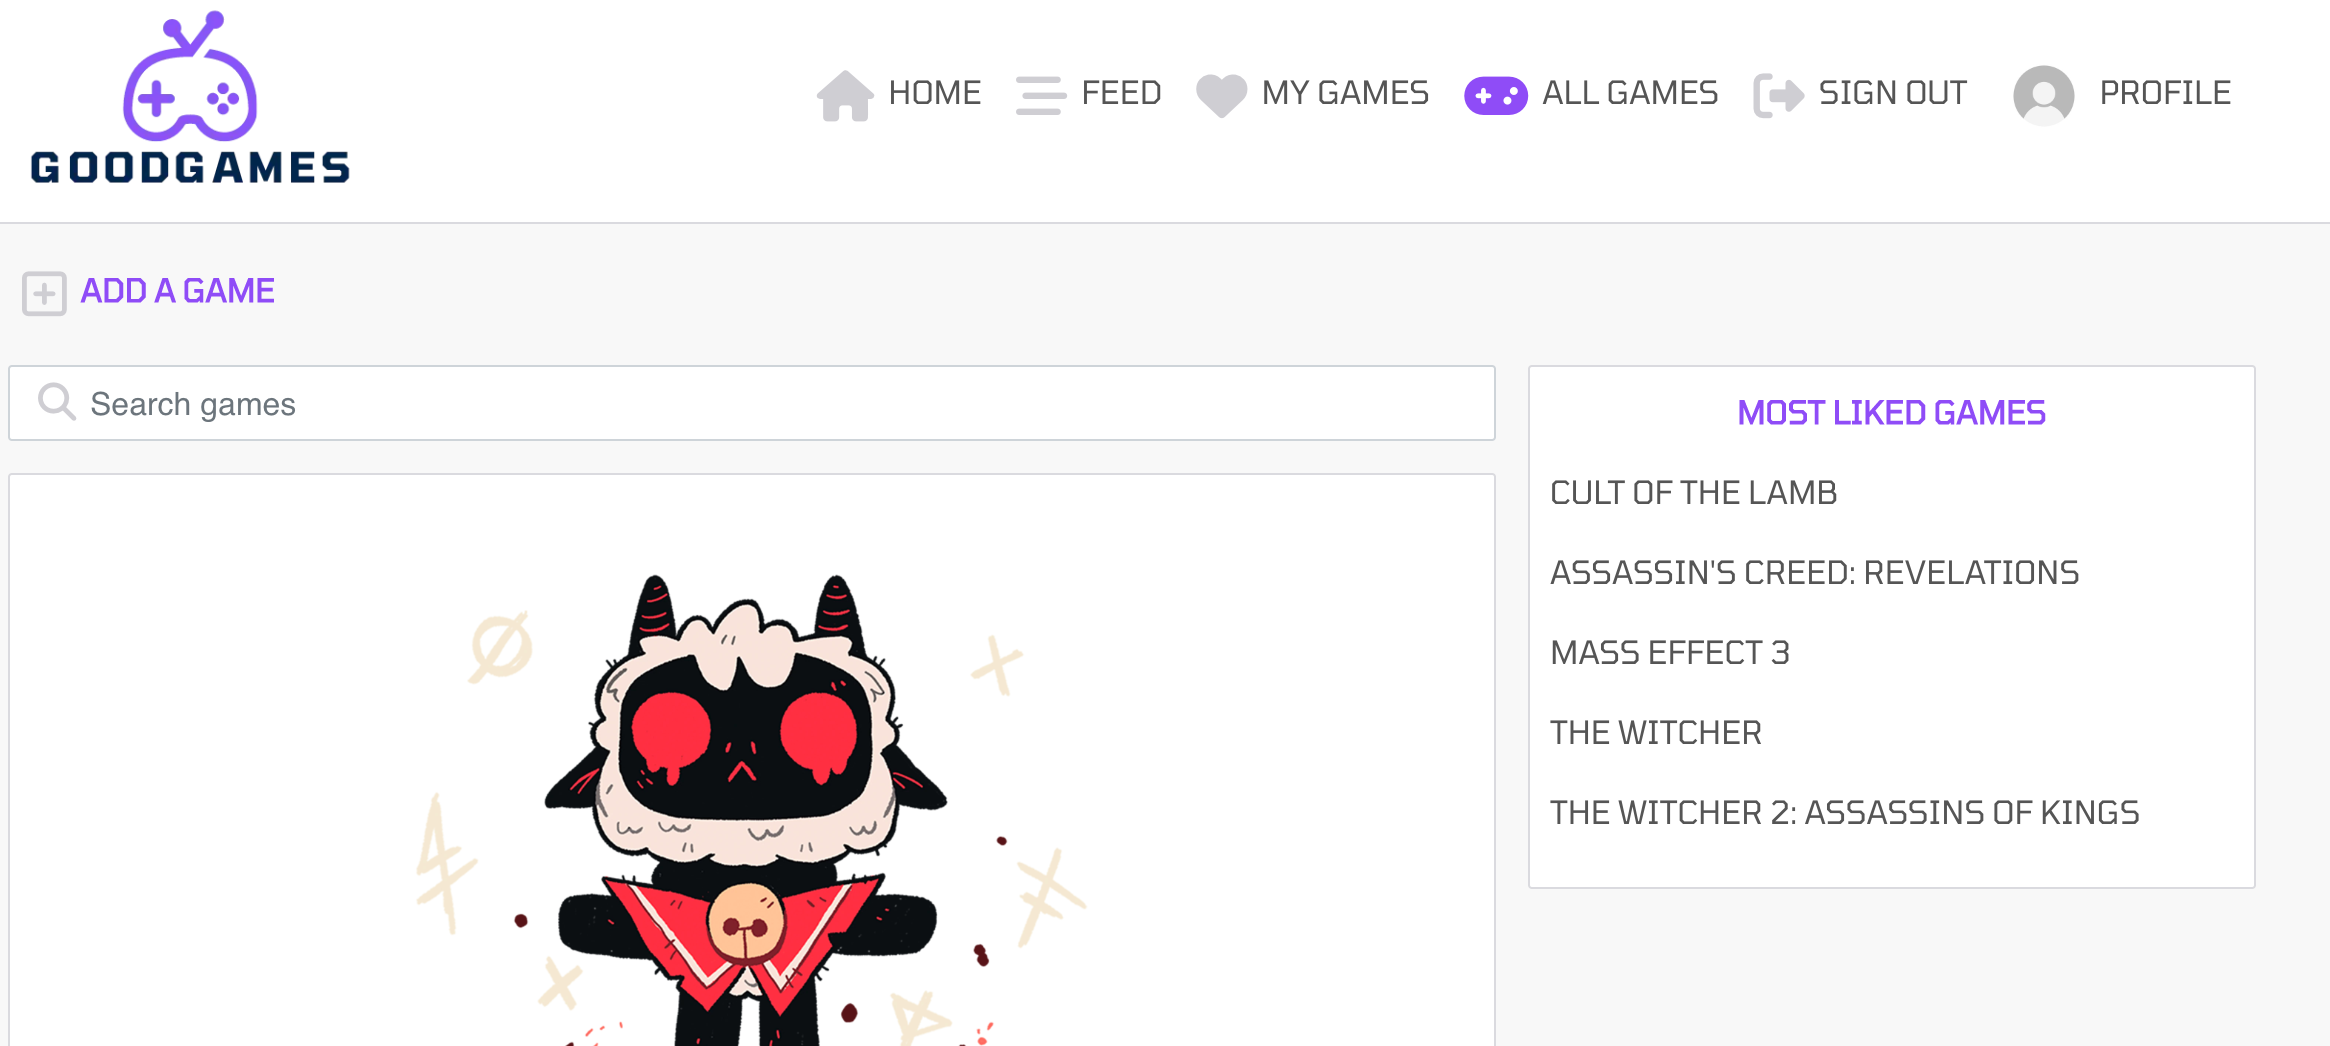 GOODGAMES
HOME FEED MY GAMES ALL GAMES SIGN OUT PROFILE
ADD A GAME
Search games
MOST LIKED GAMES
CULT OF THE LAMB
ASSASSIN'S CREED: REVELATIONS
MASS EFFECT 3
THE WITCHER
THE WITCHER 2: ASSASSINS OF KINGS